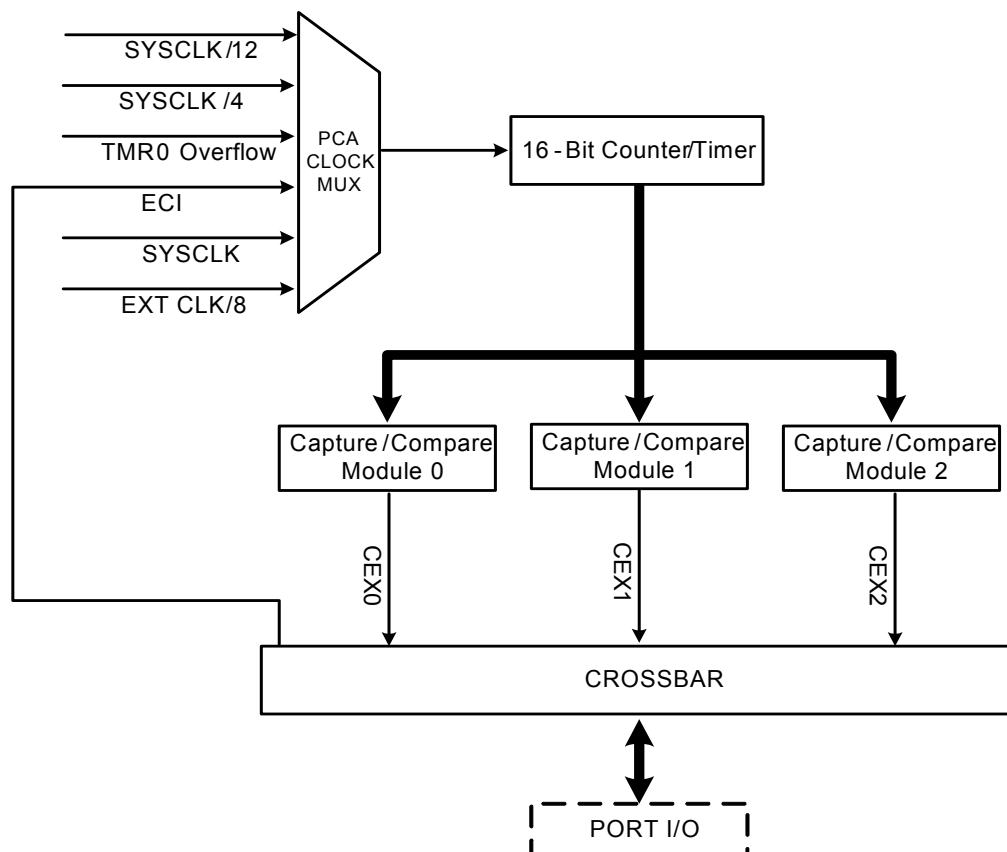 SYSCLK/12
SYSCLK /4
TMR0 Overflow
ECI
SYSCLK
EXT CLK/8
PCA
CLOCK
MUX
16 -Bit Counter/Timer
Capture /Compare
Module 0
Capture /Compare
Module 1
Capture /Compare
Module 2
CEX0
CEX1
CEX2
CROSSBAR
PORT I/O